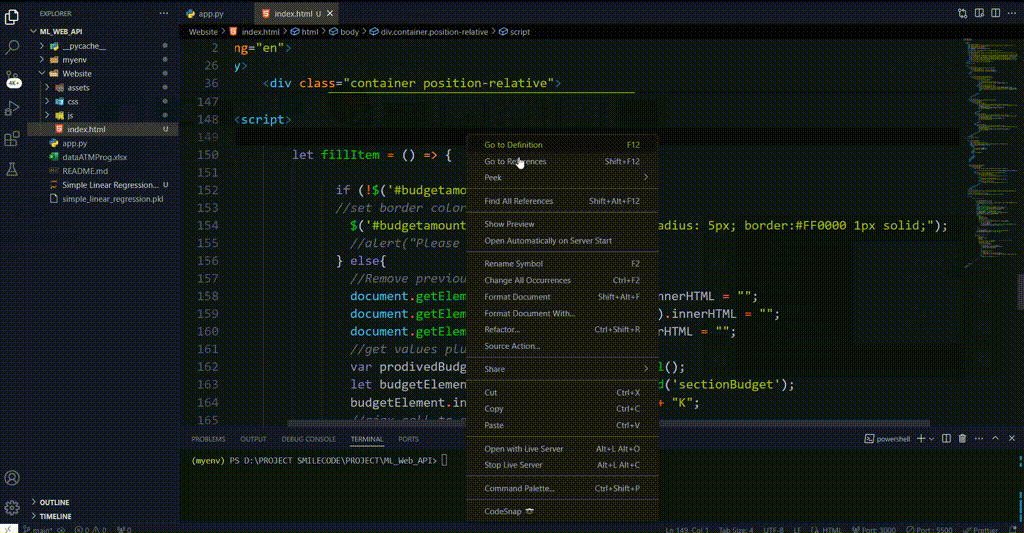 EXPLORER
ML_WEB_API
__pycache__
myenv
Website
assets
css
js
index.html U
app.py
dataATMProg.xlsx
README.md
Simple Linear Regression...
simple_linear_regression.pkl
OUTLINE
TIMELINE
4K+
app.py index.html U
Website > index.html > html > body > div.container.position-relative > script
2 ng="en">
26 y>
36 <div class="container position-relative">
147
148 <script>
149
150 let fillItem = () => {
152 if (!$('#budgetamo
153 //set border color
154 $('#budgetamount adius: 5px; border:#FF0000 1px solid;");
155 //alert("Please
156 } else{
157 //Remove previou
158 document.getElem nnerHTML = "";
159 document.getElem ).innerHTML = "";
160 document.getElem erHTML = "";
161 //get values plu
162 var prodivedBudg l();
163 let budgetElemen d('sectionBudget');
164 budgetElement.in + "K";
165
Go to Definition F12
Go to References Shift+F12
Peek
Find All References Shift+Alt+F12
Show Preview
Open Automatically on Server Start
Rename Symbol F2
Change All Occurrences Ctrl+F2
Format Document Shift+Alt+F
Format Document With...
Refactor... Ctrl+Shift+R
Source Action...
Share
Cut Ctrl+X
Copy Ctrl+C
Paste Ctrl+V
Open with Live Server Alt+L Alt+O
Stop Live Server Alt+L Alt+C
Command Palette... Ctrl+Shift+P
CodeSnap
PROBLEMS OUTPUT DEBUG CONSOLE TERMINAL PORTS powershell
(myenv) PS D:\PROJECT SMILECODE\PROJECT\ML_Web_API>
main* 0 0 0 Ln 149, Col 1 Tab Size: 4 UTF-8 LF HTML Port: 3000 Port : 5500 Prettier